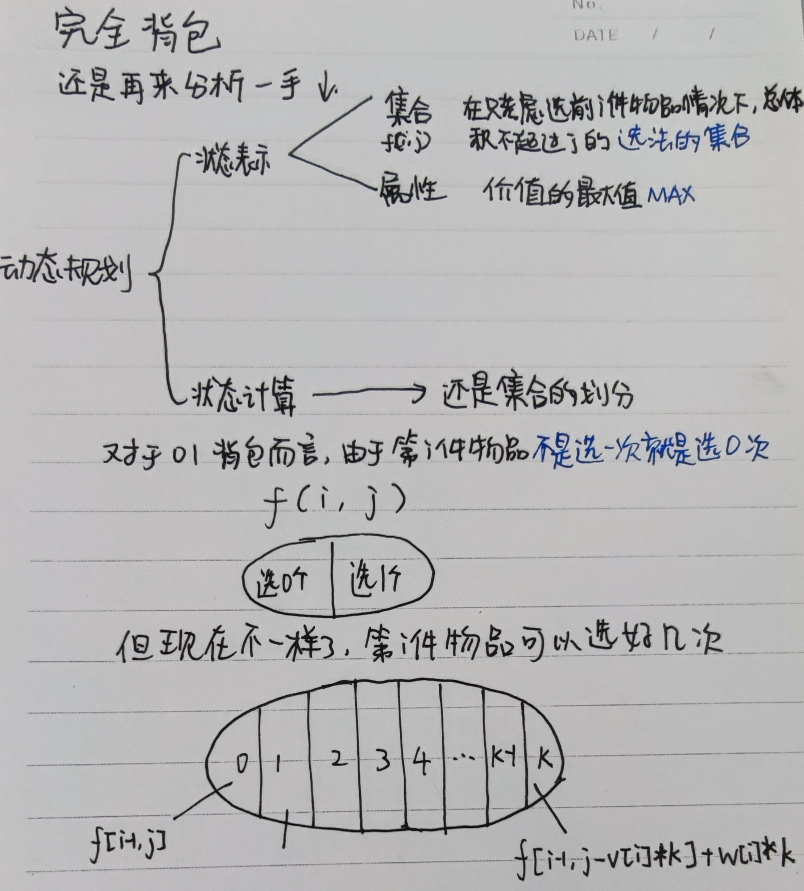 No.
DATE / /
完全背包
还是再来分析一手↓.
集合 在只考虑选前i件物品情况下,总体
f(i,j) 积不超过j的选法的集合
状态表示
属性 价值的最大值 MAX
动态规划
状态计算 → 还是集合的划分
对于01背包而言,由于第i件物品不是选一次就是选0次
f(i,j)
选0个 选1个
但现在不一样了,第i件物品可以选好几次
0 1 2 3 4 ... K-1 K
f[i-1,j]
f[i-1,j-v[i]*k]+w[i]*k